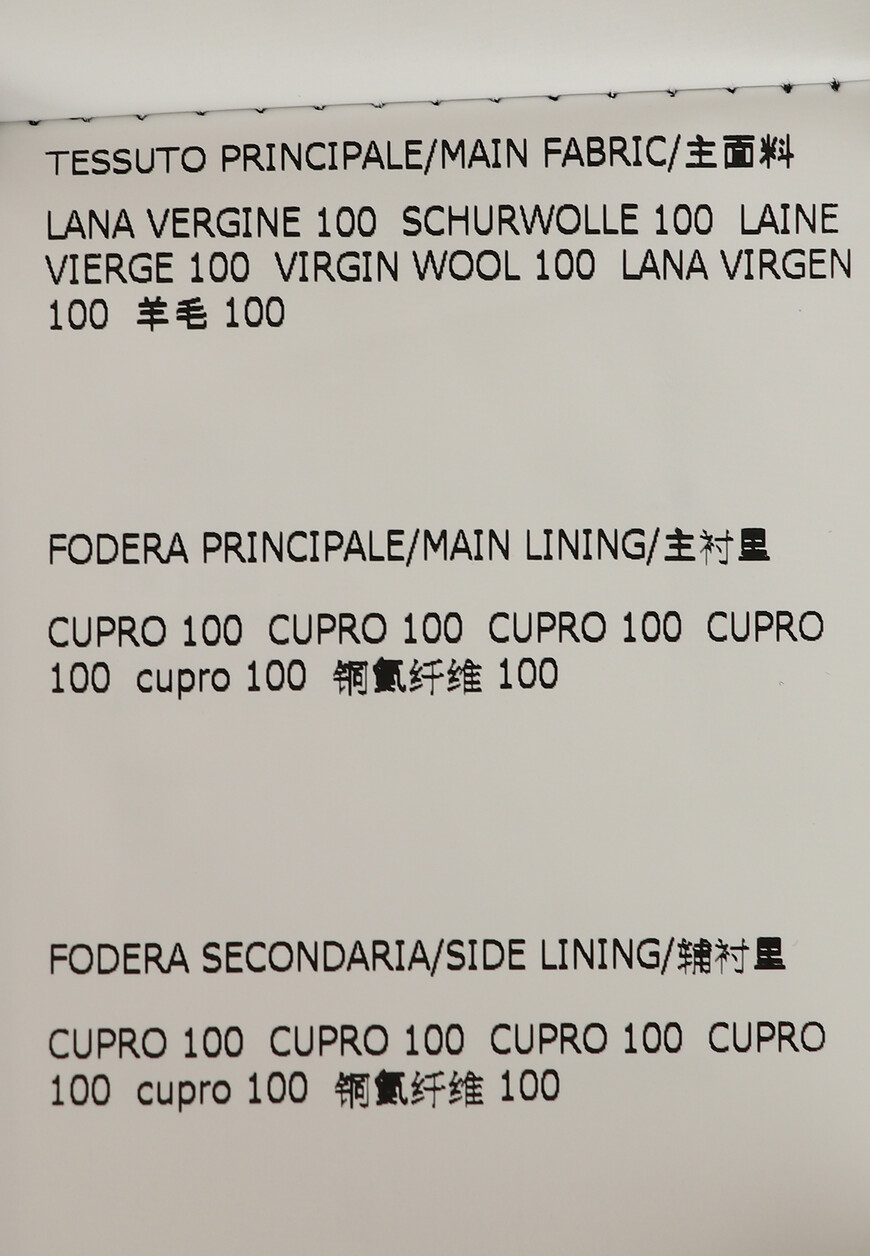 TESSUTO PRINCIPALE/MAIN FABRIC/主面料
LANA VERGINE 100 SCHURWOLLE 100 LAINE
VIERGE 100 VIRGIN WOOL 100 LANA VIRGEN
100 羊毛 100
FODERA PRINCIPALE/MAIN LINING/主衬里
CUPRO 100 CUPRO 100 CUPRO 100 CUPRO
100 cupro 100 铜氨纤维 100
FODERA SECONDARIA/SIDE LINING/辅衬里
CUPRO 100 CUPRO 100 CUPRO 100 CUPRO
100 cupro 100 铜氨纤维 100